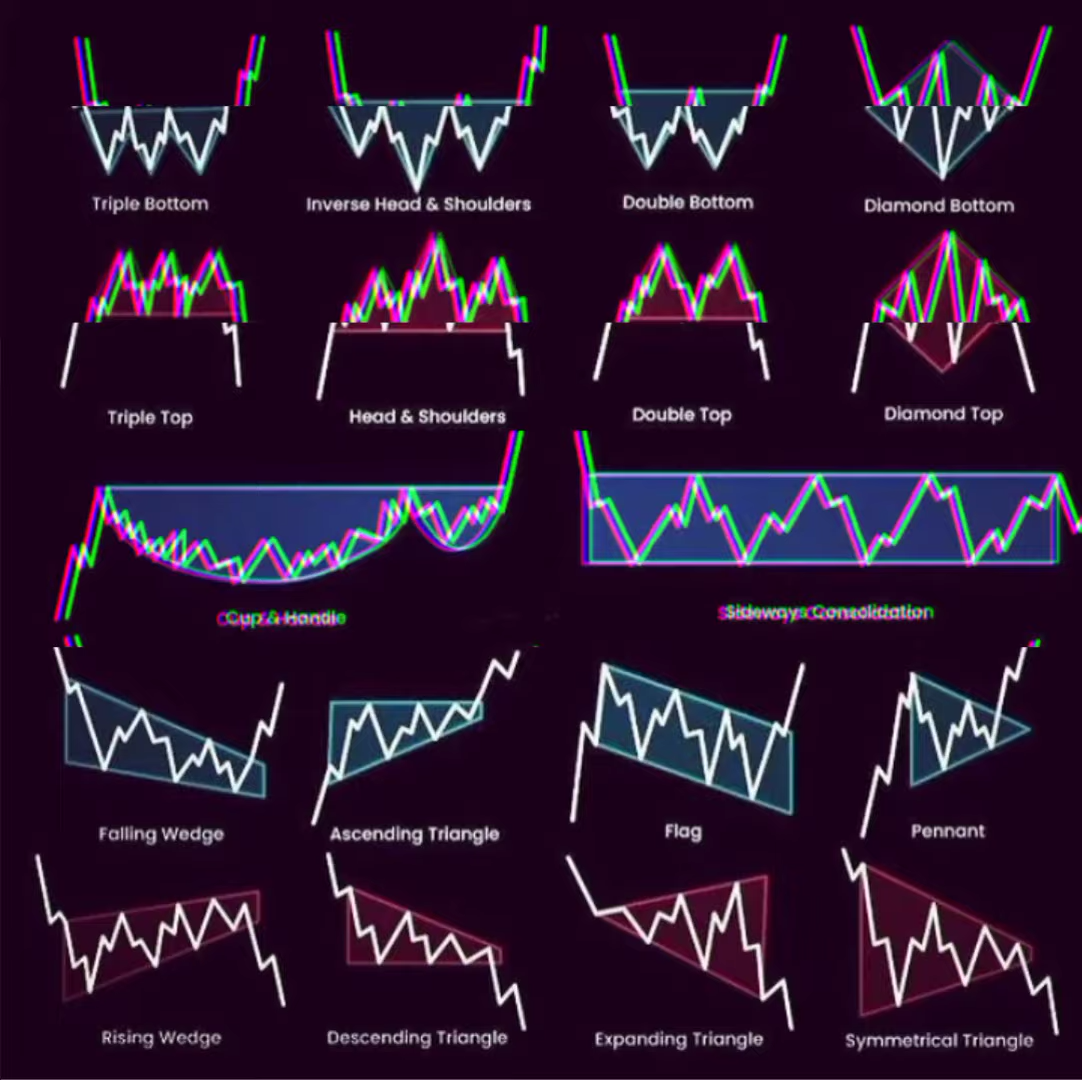 Triple Bottom
Inverse Head & Shoulders
Double Bottom
Diamond Bottom
Triple Top
Head & Shoulders
Double Top
Diamond Top
Cup & Handle
Sideways Consolidation
Falling Wedge
Ascending Triangle
Flag
Pennant
Rising Wedge
Descending Triangle
Expanding Triangle
Symmetrical Triangle